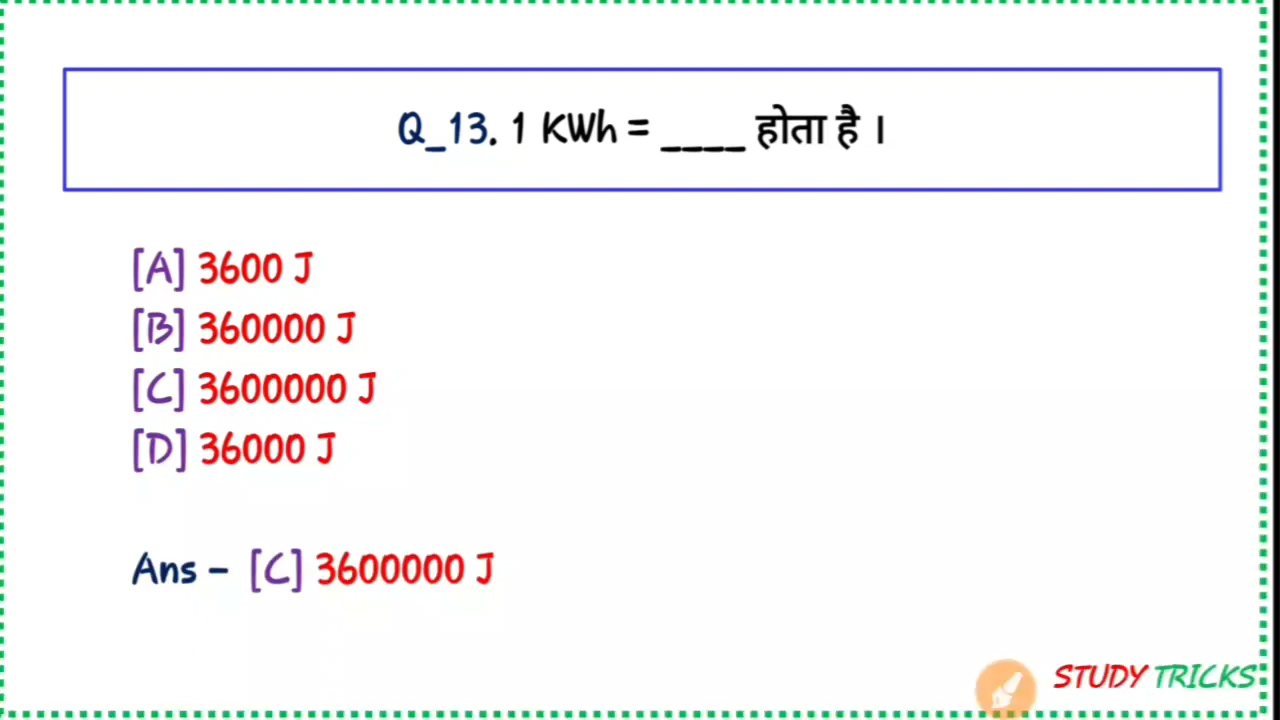 Q_13. 1 KWh = ____ होता है ।
[A] 3600 J
[B] 360000 J
[C] 3600000 J
[D] 36000 J
Ans - [C] 3600000 J
STUDY TRICKS